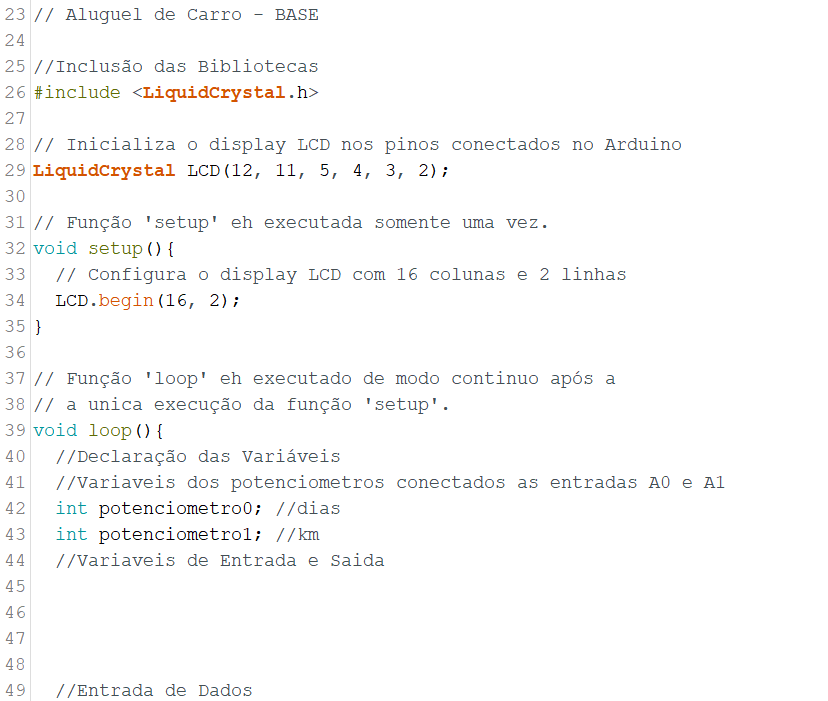 23 // Aluguel de Carro - BASE
24
25 //Inclusão das Bibliotecas
26 #include <LiquidCrystal.h>
27
28 // Inicializa o display LCD nos pinos conectados no Arduino
29 LiquidCrystal LCD(12, 11, 5, 4, 3, 2);
30
31 // Função 'setup' eh executada somente uma vez.
32 void setup(){
33   // Configura o display LCD com 16 colunas e 2 linhas
34   LCD.begin(16, 2);
35 }
36
37 // Função 'loop' eh executado de modo continuo após a
38 // a unica execução da função 'setup'.
39 void loop(){
40   //Declaração das Variáveis
41   //Variaveis dos potenciometros conectados as entradas A0 e A1
42   int potenciometro0; //dias
43   int potenciometro1; //km
44   //Variaveis de Entrada e Saida
45
46
47
48
49   //Entrada de Dados